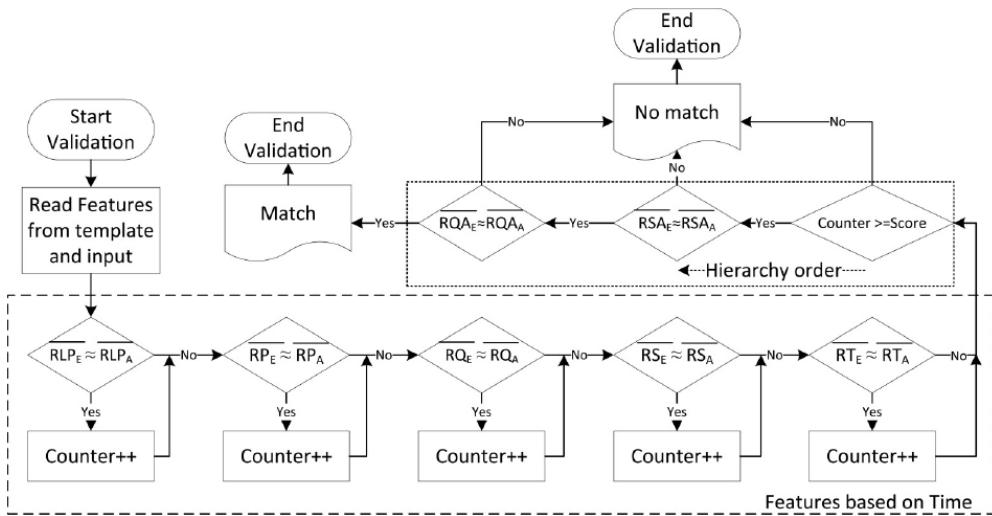 End
Validation
Start
Validation
End
Validation
No match
No
No
No
Read Features
from template
and input
Match
Yes
RQA_E≈RQA_A
Yes
RSA_E≈RSA_A
Yes
Counter >=Score
Hierarchy order
RLP_E ≈ RLP_A
No
RP_E ≈ RP_A
No
RQ_E ≈ RQ_A
No
RS_E ≈ RS_A
No
RT_E ≈ RT_A
No
Yes
Yes
Yes
Yes
Yes
Counter++
Counter++
Counter++
Counter++
Counter++
Features based on Time